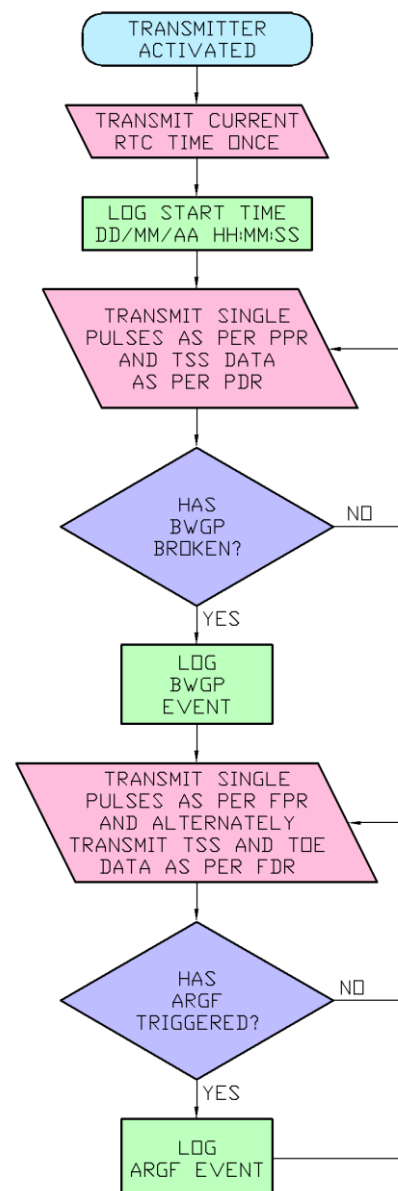 TRANSMITTER
ACTIVATED
TRANSMIT CURRENT
RTC TIME ONCE
LOG START TIME
DD/MM/AA HH:MM:SS
TRANSMIT SINGLE
PULSES AS PER PPR
AND TSS DATA
AS PER PDR
HAS
BWGP
BROKEN?
NO
YES
LOG
BWGP
EVENT
TRANSMIT SINGLE
PULSES AS PER FPR
AND ALTERNATELY
TRANSMIT TSS AND TOE
DATA AS PER FDR
HAS
ARGF
TRIGGERED?
NO
YES
LOG
ARGF EVENT